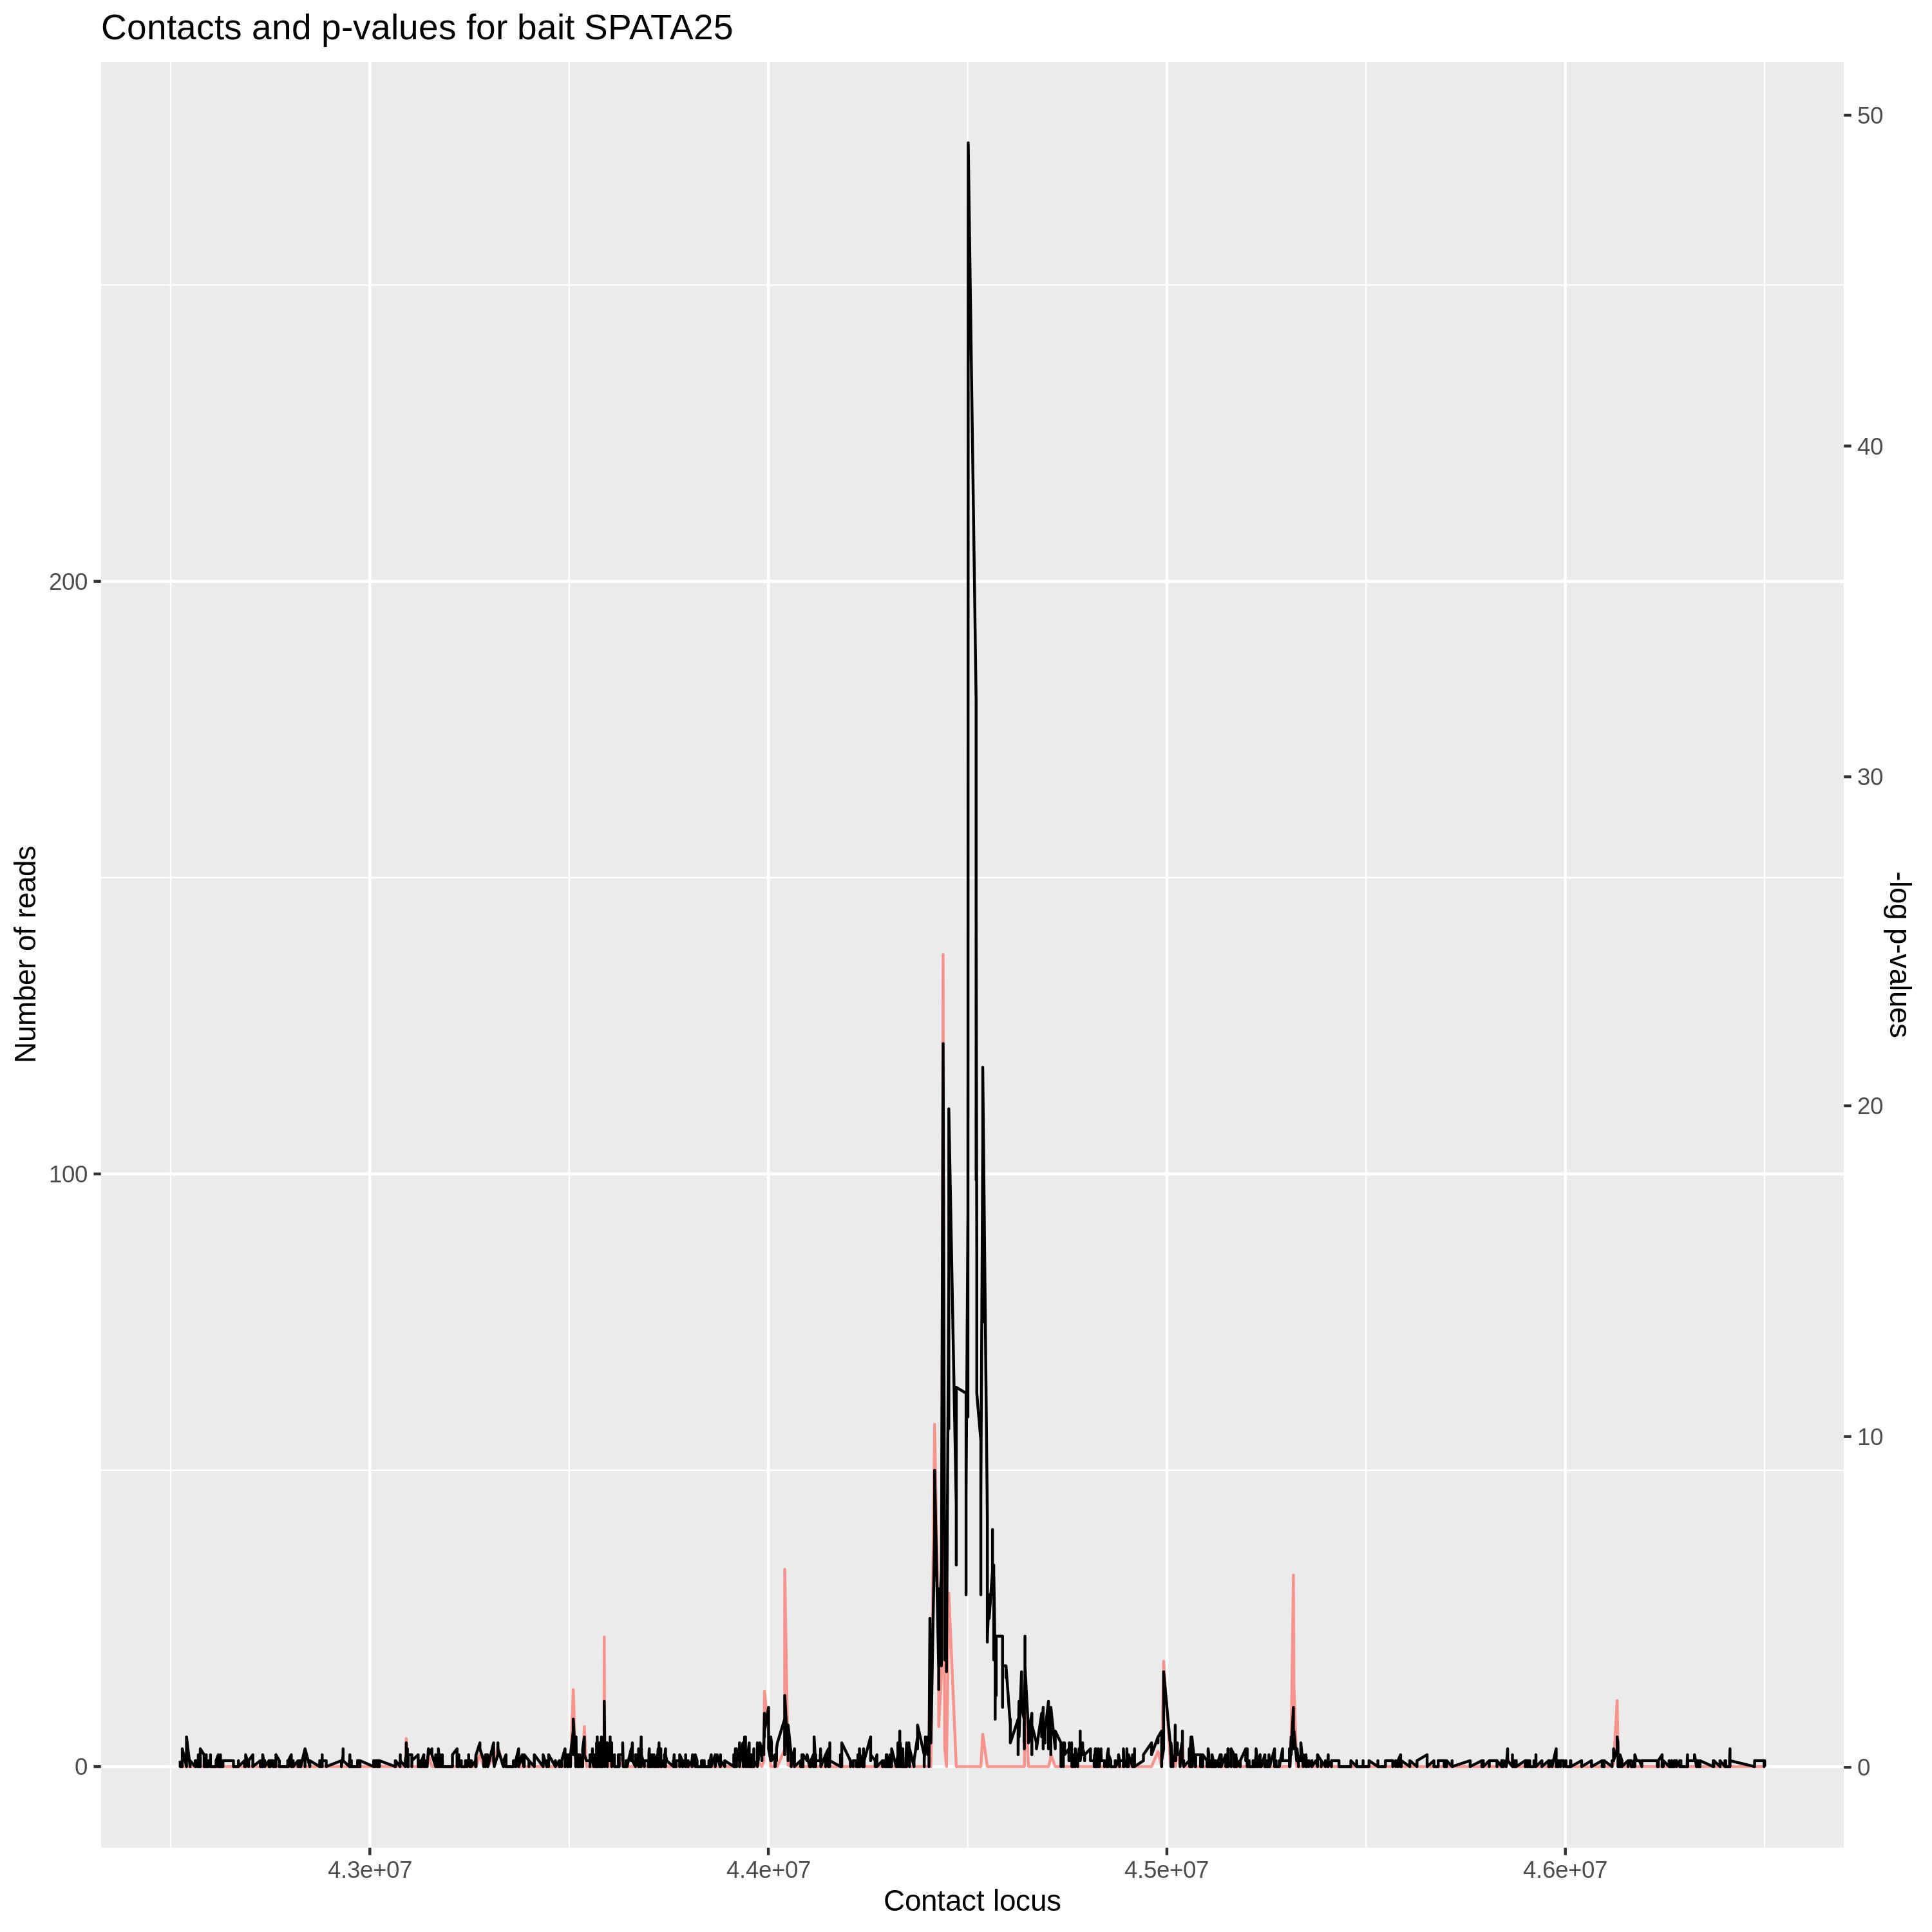 Contacts and p-values for bait SPATA25
Number of reads
200
100
0
50
40
30
20
10
0
-log p-values
4.3e+07 4.4e+07 4.5e+07 4.6e+07
Contact locus